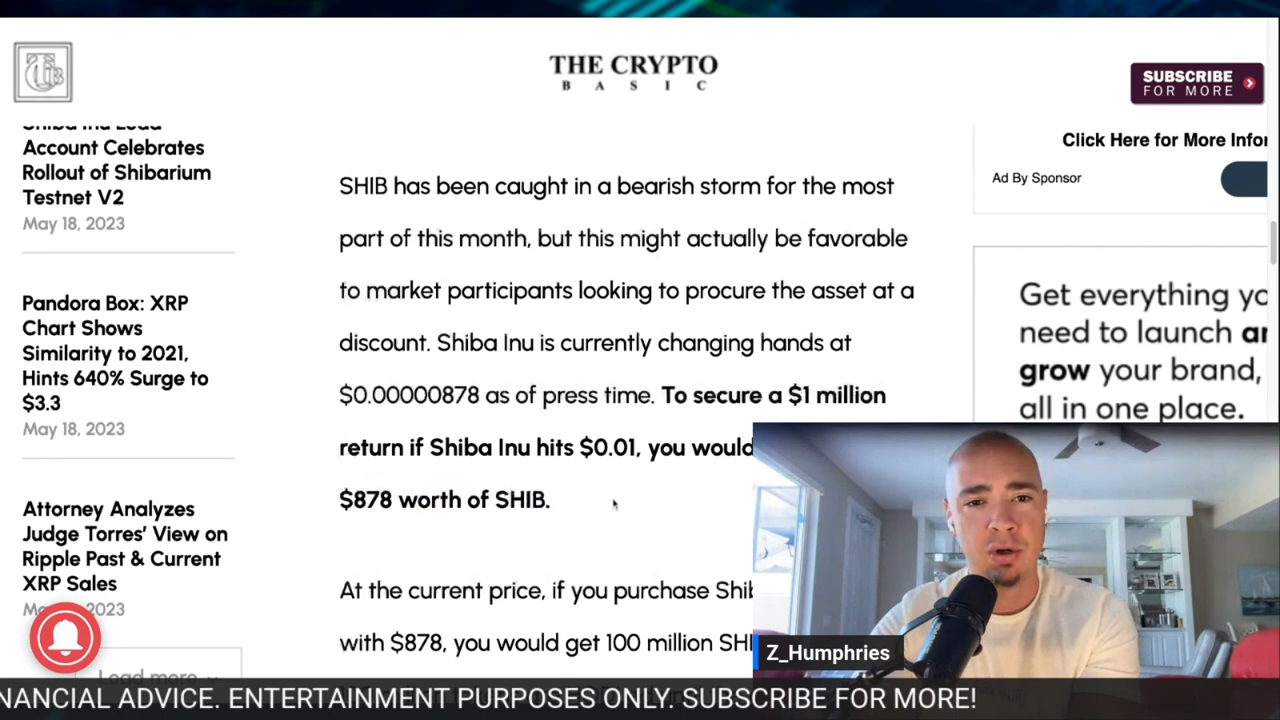 THE CRYPTO
BASIC
SUBSCRIBE
FOR MORE
Shiba Inu Lead
Account Celebrates
Rollout of Shibarium
Testnet V2
May 18, 2023
Pandora Box: XRP
Chart Shows
Similarity to 2021,
Hints 640% Surge to
$3.3
May 18, 2023
Attorney Analyzes
Judge Torres' View on
Ripple Past & Current
XRP Sales
2023
Load more
SHIB has been caught in a bearish storm for the most
part of this month, but this might actually be favorable
to market participants looking to procure the asset at a
discount. Shiba Inu is currently changing hands at
$0.00000878 as of press time. To secure a $1 million
return if Shiba Inu hits $0.01, you would
$878 worth of SHIB.
At the current price, if you purchase Shib
with $878, you would get 100 million SHI
Click Here for More Infor
Ad By Sponsor
Get everything yo
need to launch an
grow your brand,
all in one place.
Z_Humphries
NANCIAL ADVICE. ENTERTAINMENT PURPOSES ONLY. SUBSCRIBE FOR MORE!